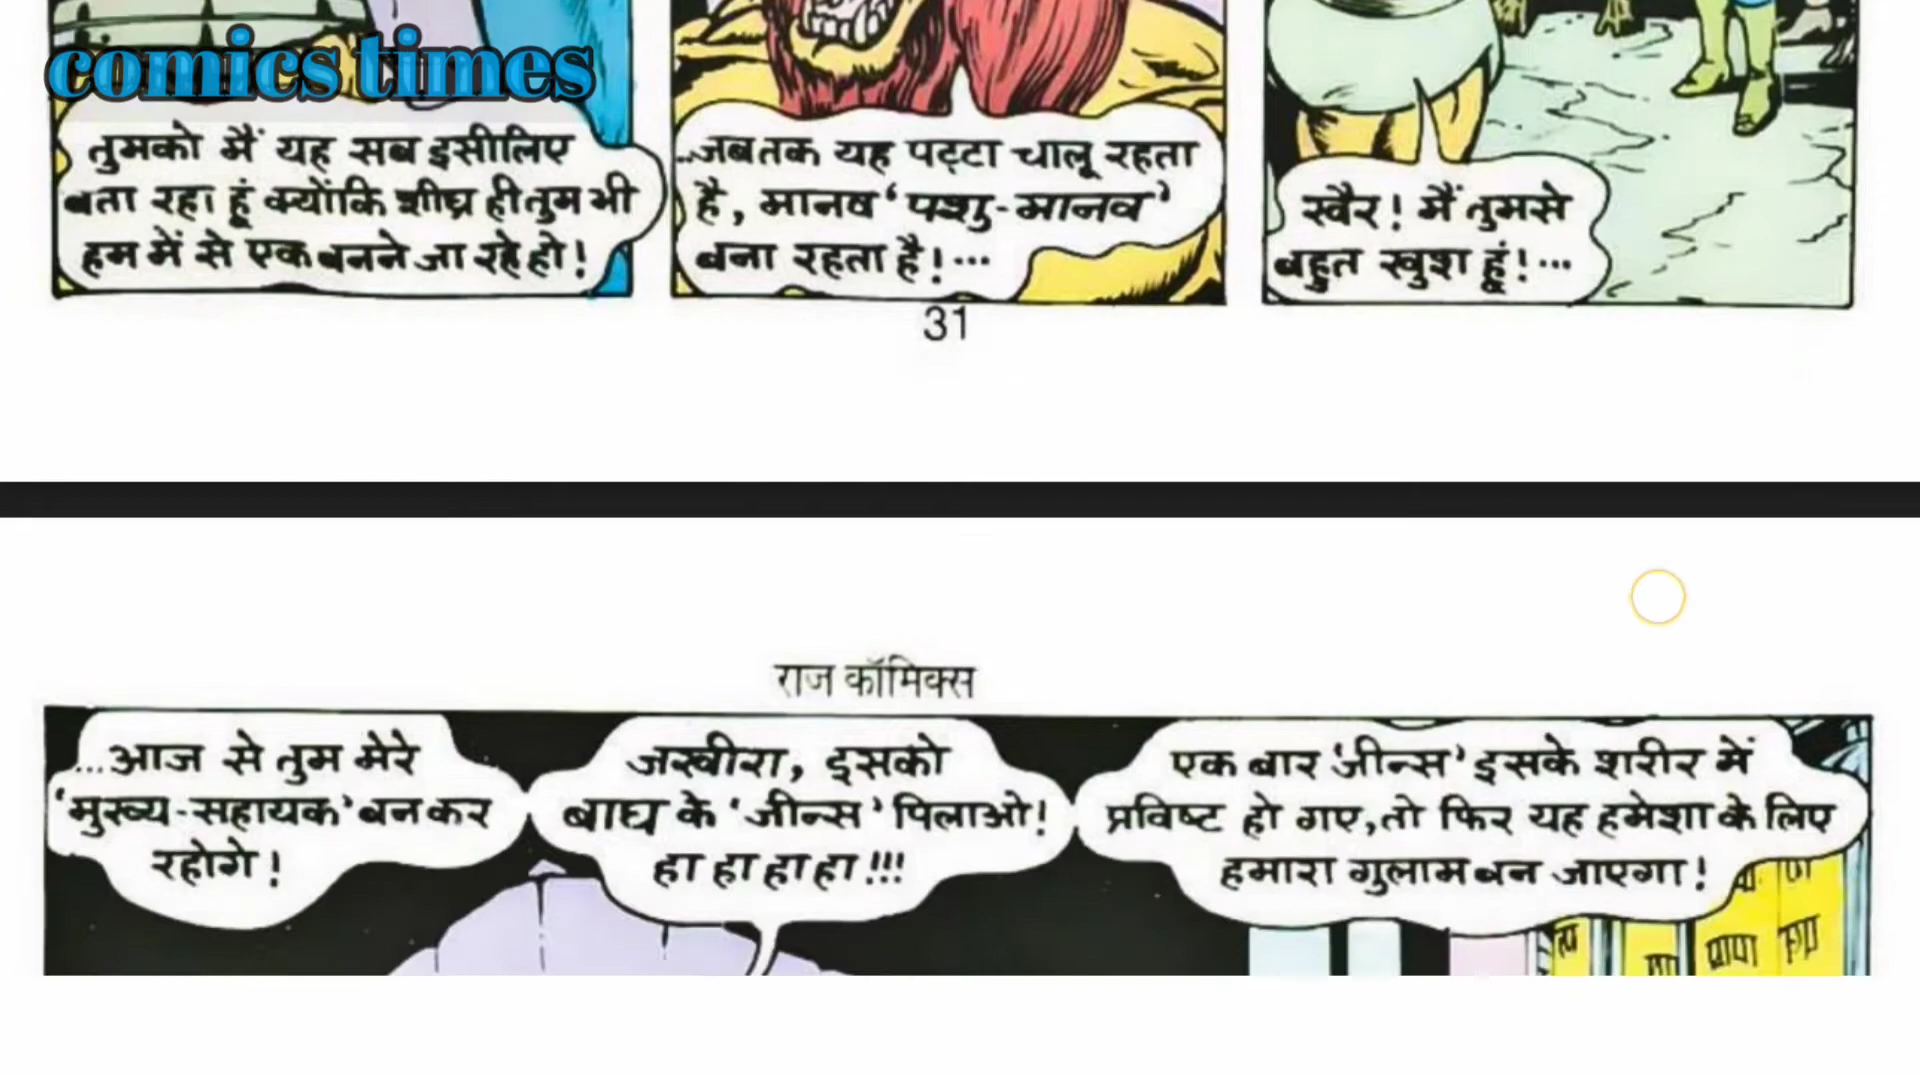 comics times
तुमको मैं यह सब इसीलिए
बता रहा हूं क्योंकि शीघ्र ही तुम भी
हम में से एक बनने जा रहे हो!
...जब तक यह पट्टा चालू रहता
है, मानव 'पशु-मानव'
बना रहता है!...
खैर! मैं तुमसे
बहुत खुश हूं!...
31
राज कॉमिक्स
...आज से तुम मेरे
'मुख्य-सहायक' बन कर
रहोगे!
जखीरा, इसको
बाघ के 'जीन्स' पिलाओ!
हा हा हा हा!!!
एक बार 'जीन्स' इसके शरीर में
प्रविष्ट हो गए, तो फिर यह हमेशा के लिए
हमारा गुलाम बन जाएगा!